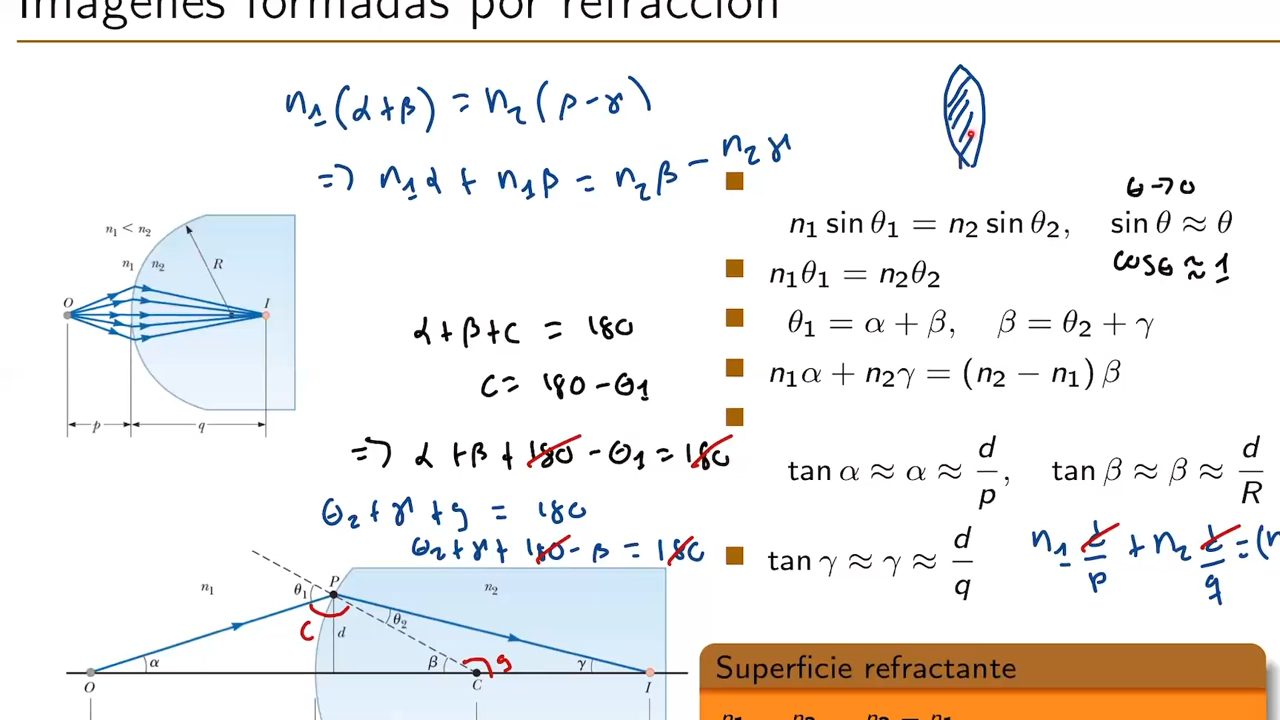 Imágenes formadas por refracción
n₁(α+β) = n₂(β-γ)
=> n₁α + n₁β = n₂β - n₂γ
θ→0
n₁ sin θ₁ = n₂ sin θ₂, sin θ ≈ θ
cosθ ≈ 1
n₁θ₁ = n₂θ₂
θ₁ = α + β, β = θ₂ + γ
n₁α + n₂γ = (n₂ − n₁) β
tan α ≈ α ≈ d/p, tan β ≈ β ≈ d/R
tan γ ≈ γ ≈ d/q
n₁ < n₂
n₁ n₂
R
O
I
p
q
α+β+C = 180
C = 180-θ₁
=> α+β+180-θ₁=180
θ₂+γ+g = 180
θ₂+γ+180-β=180
n₁ d/p + n₂ d/q = (n
n₁
n₂
P
θ₁
θ₂
C
d
g
α
β
γ
O
C
I
Superficie refractante